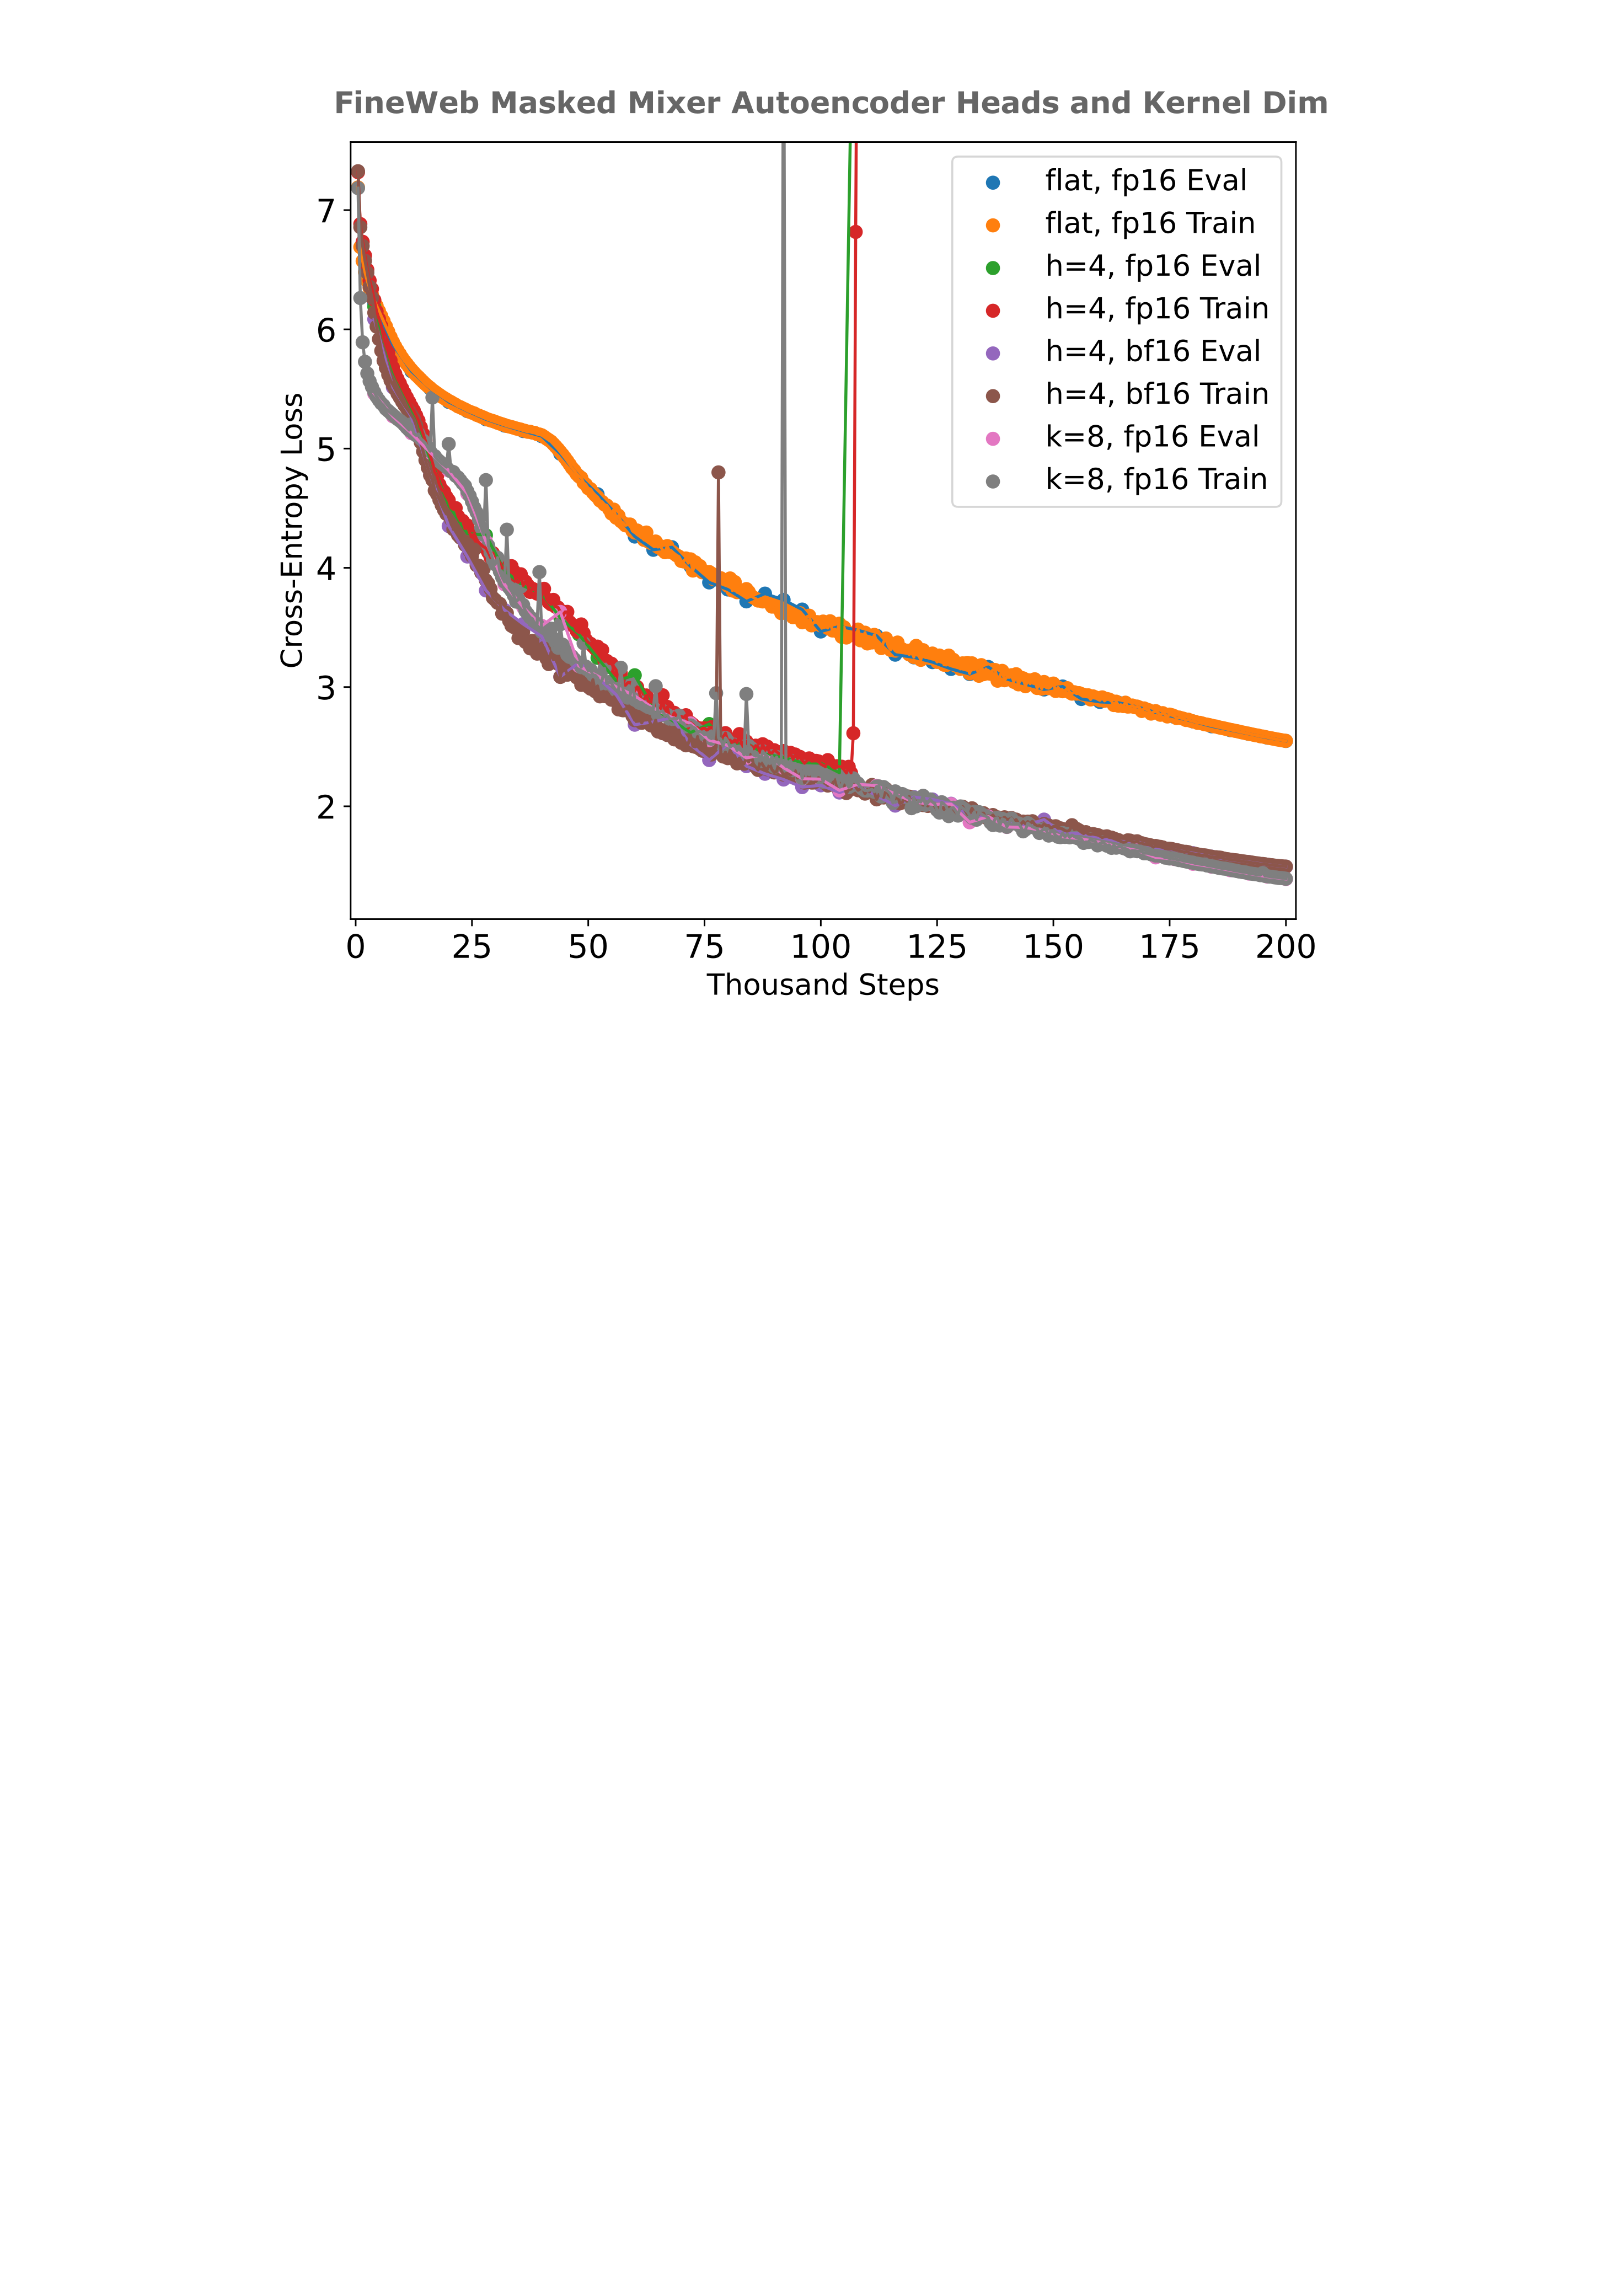 FineWeb Masked Mixer Autoencoder Heads and Kernel Dim
flat, fp16 Eval
flat, fp16 Train
h=4, fp16 Eval
h=4, fp16 Train
h=4, bf16 Eval
h=4, bf16 Train
k=8, fp16 Eval
k=8, fp16 Train
Cross-Entropy Loss
7
6
5
4
3
2
0 25 50 75 100 125 150 175 200
Thousand Steps